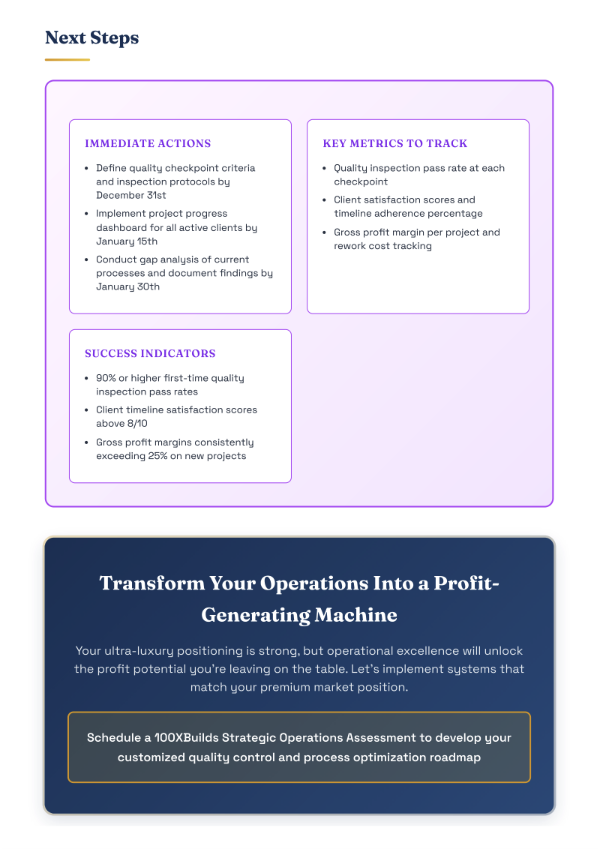 Next Steps
IMMEDIATE ACTIONS
• Define quality checkpoint criteria
and inspection protocols by
December 31st
• Implement project progress
dashboard for all active clients by
January 15th
• Conduct gap analysis of current
processes and document findings by
January 30th
KEY METRICS TO TRACK
• Quality inspection pass rate at each
checkpoint
• Client satisfaction scores and
timeline adherence percentage
• Gross profit margin per project and
rework cost tracking
SUCCESS INDICATORS
• 90% or higher first-time quality
inspection pass rates
• Client timeline satisfaction scores
above 8/10
• Gross profit margins consistently
exceeding 25% on new projects
Transform Your Operations Into a Profit-
Generating Machine
Your ultra-luxury positioning is strong, but operational excellence will unlock
the profit potential you're leaving on the table. Let's implement systems that
match your premium market position.
Schedule a 100XBuilds Strategic Operations Assessment to develop your
customized quality control and process optimization roadmap